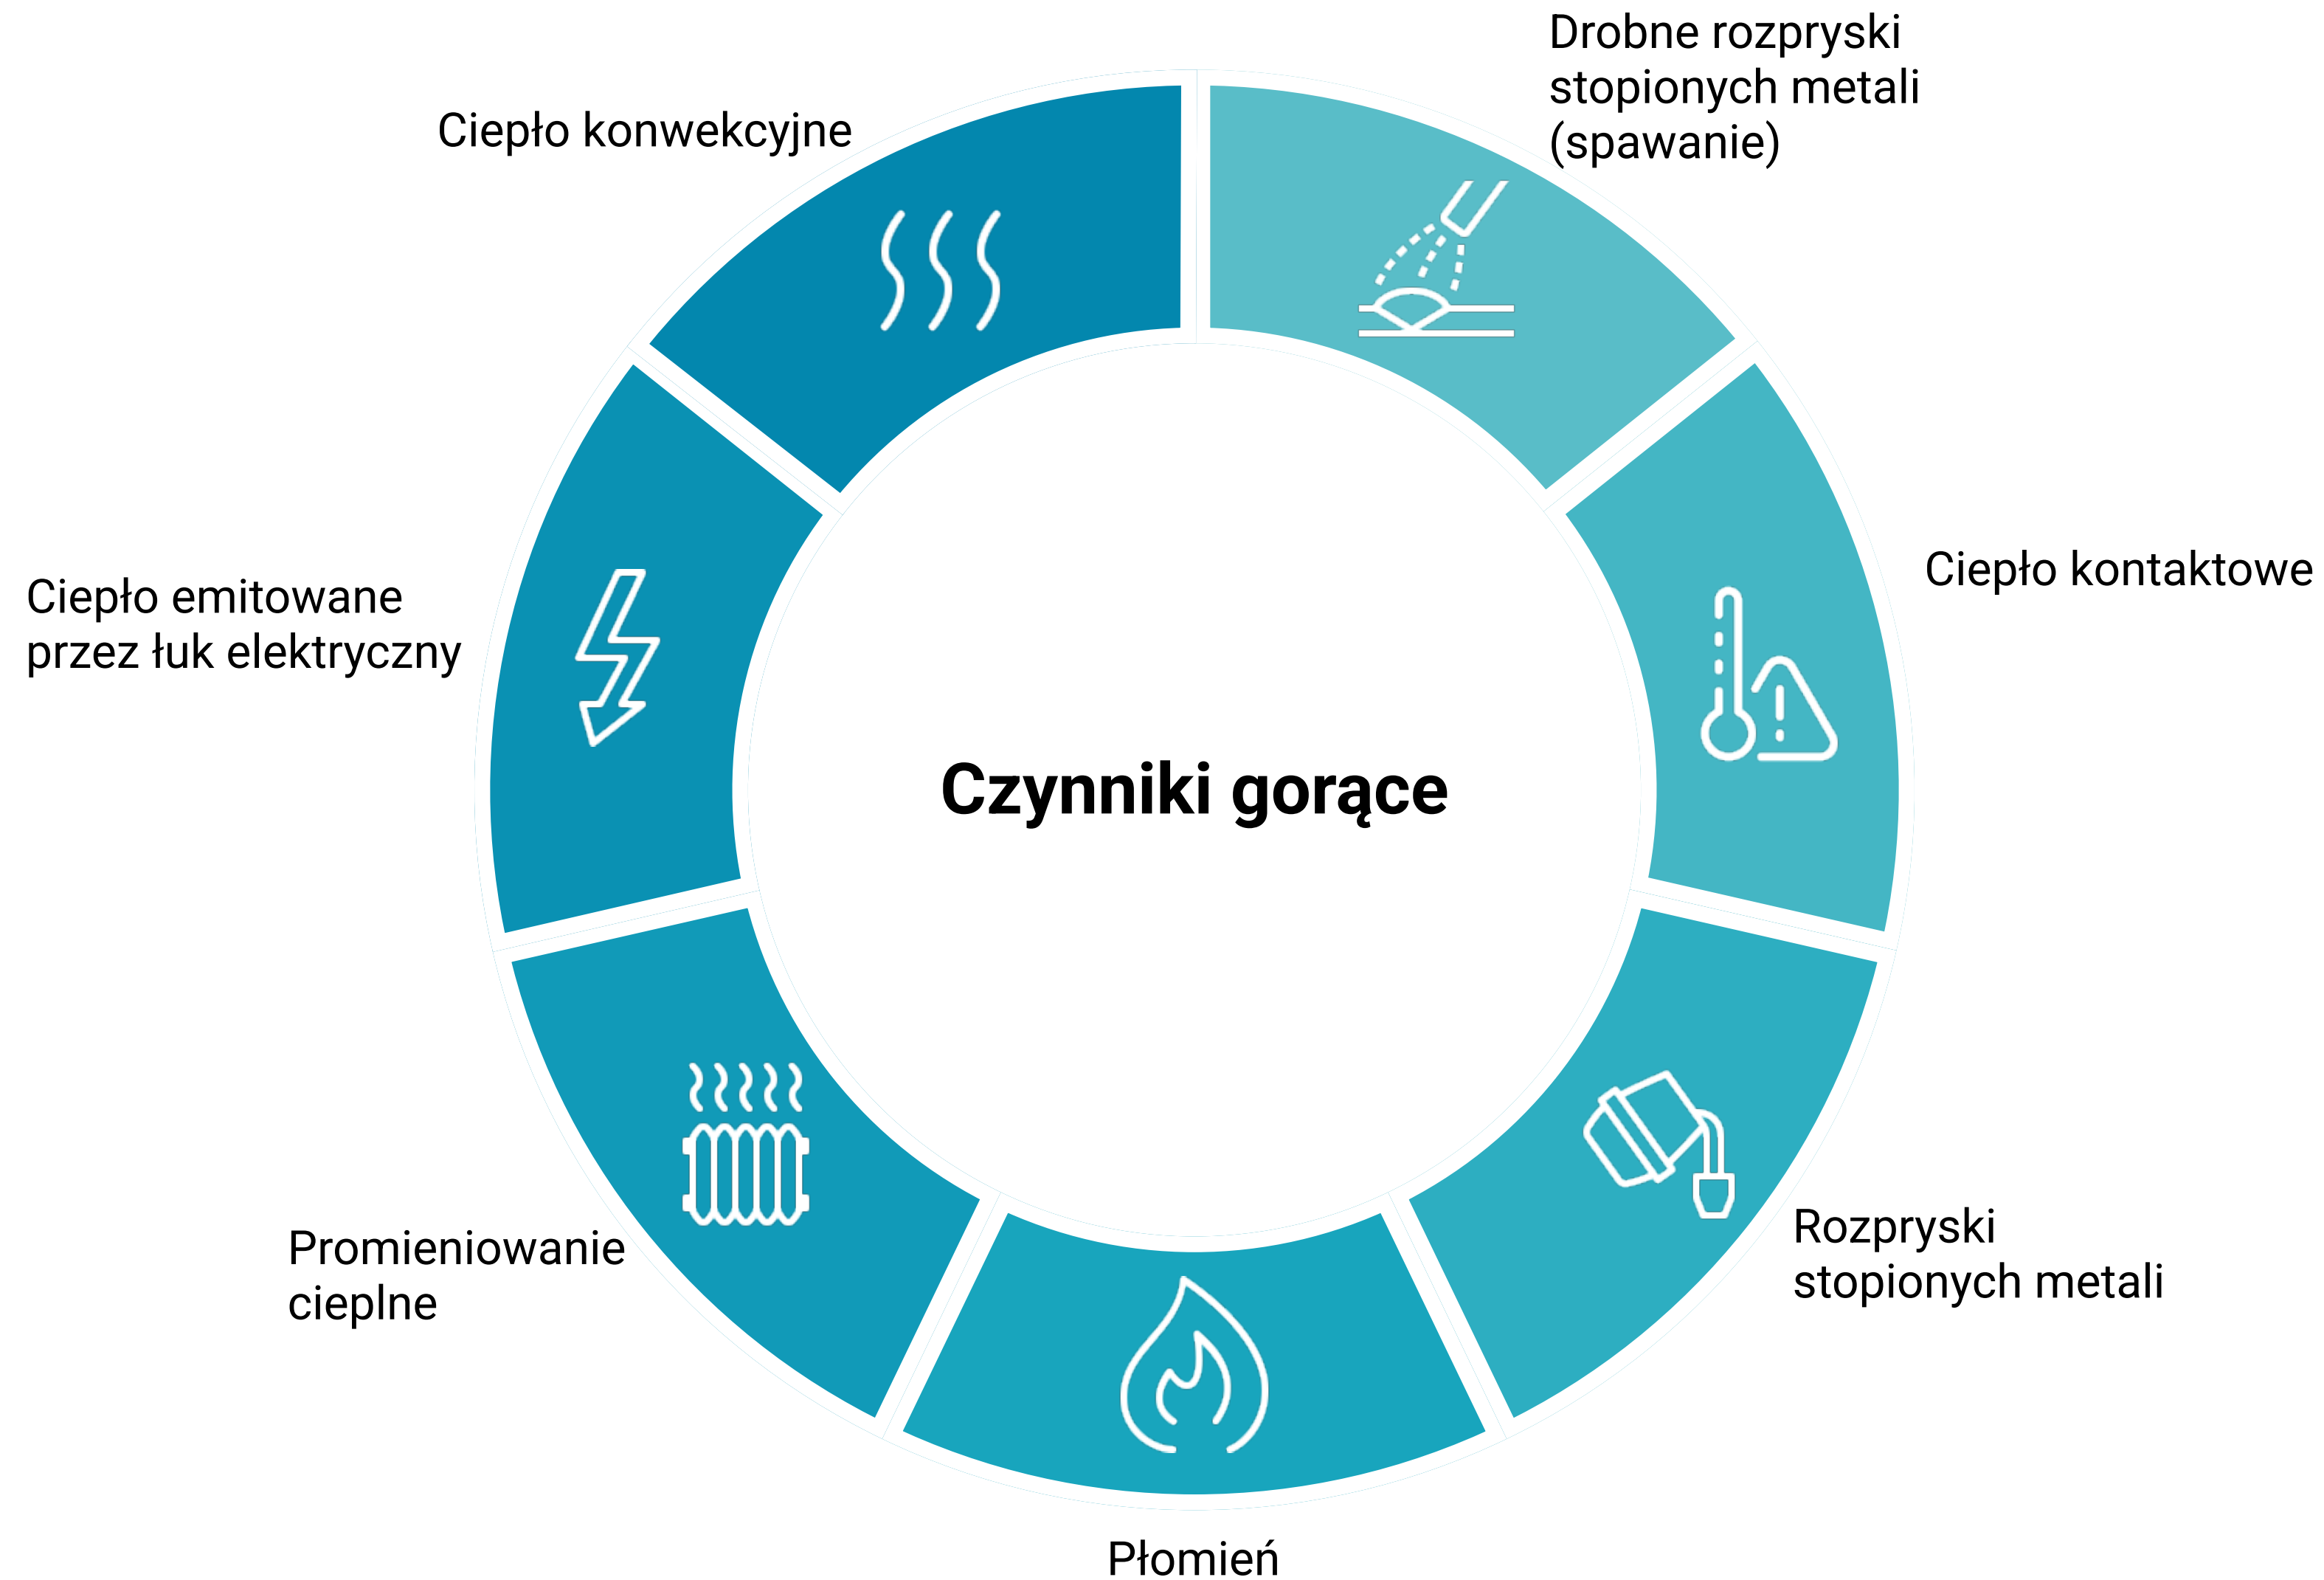 Drobne rozpryski
stopionych metali
(spawanie)
Ciepło konwekcyjne
Ciepło kontaktowe
Ciepło emitowane
przez łuk elektryczny
Czynniki gorące
Rozpryski
stopionych metali
Promieniowanie
cieplne
Płomień